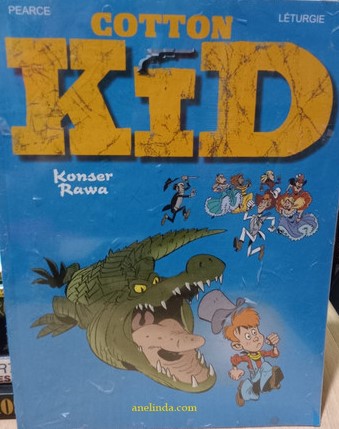 PEARCE
LÉTURGIE
COTTON
KiD
Konser
Rawa
anelinda.com